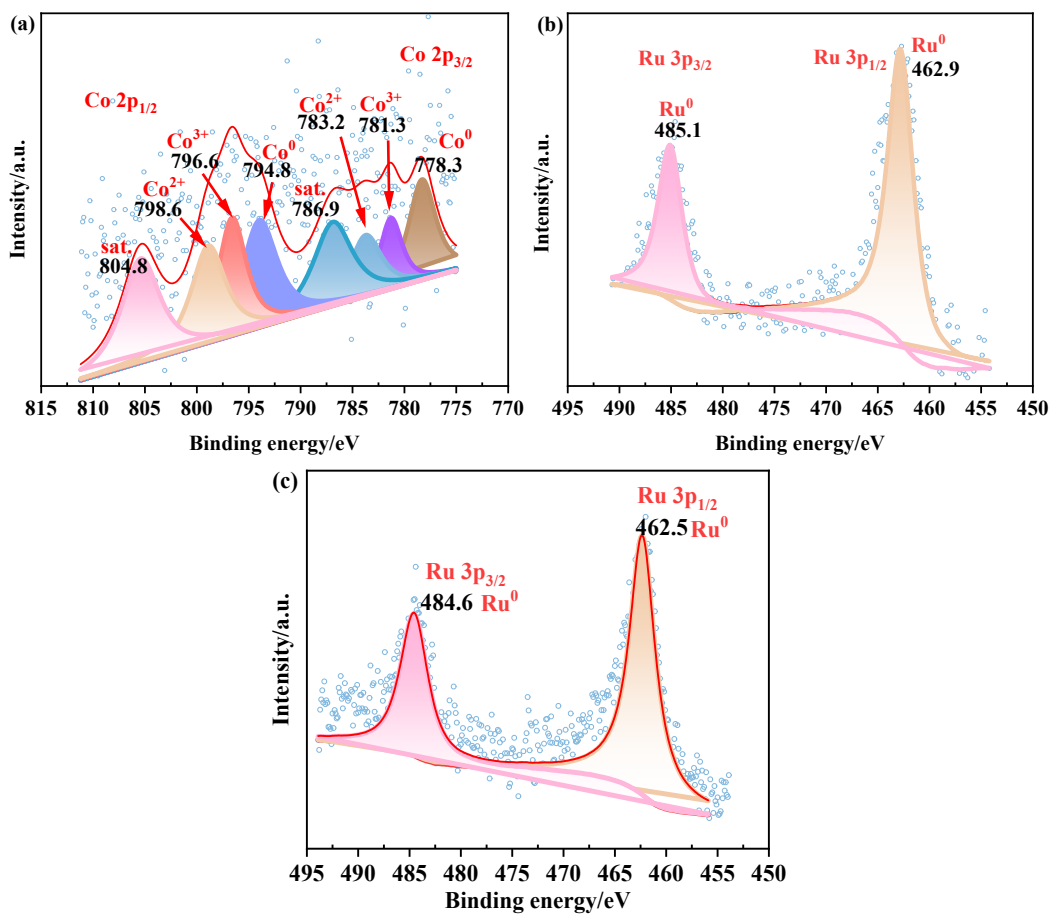 (a)
Co 2p3/2
Co 2p1/2
Co2+
783.2
Co3+
781.3
Co0
778.3
Co3+
796.6
Co0
794.8
Co2+
798.6
sat.
786.9
sat.
804.8
Intensity/a.u.
815 810 805 800 795 790 785 780 775 770
Binding energy/eV
(b)
Ru 3p3/2
Ru 3p1/2
Ru0
462.9
Ru0
485.1
Intensity/a.u.
495 490 485 480 475 470 465 460 455 450
Binding energy/eV
(c)
Ru 3p1/2
462.5 Ru0
Ru 3p3/2
484.6 Ru0
Intensity/a.u.
495 490 485 480 475 470 465 460 455 450
Binding energy/eV